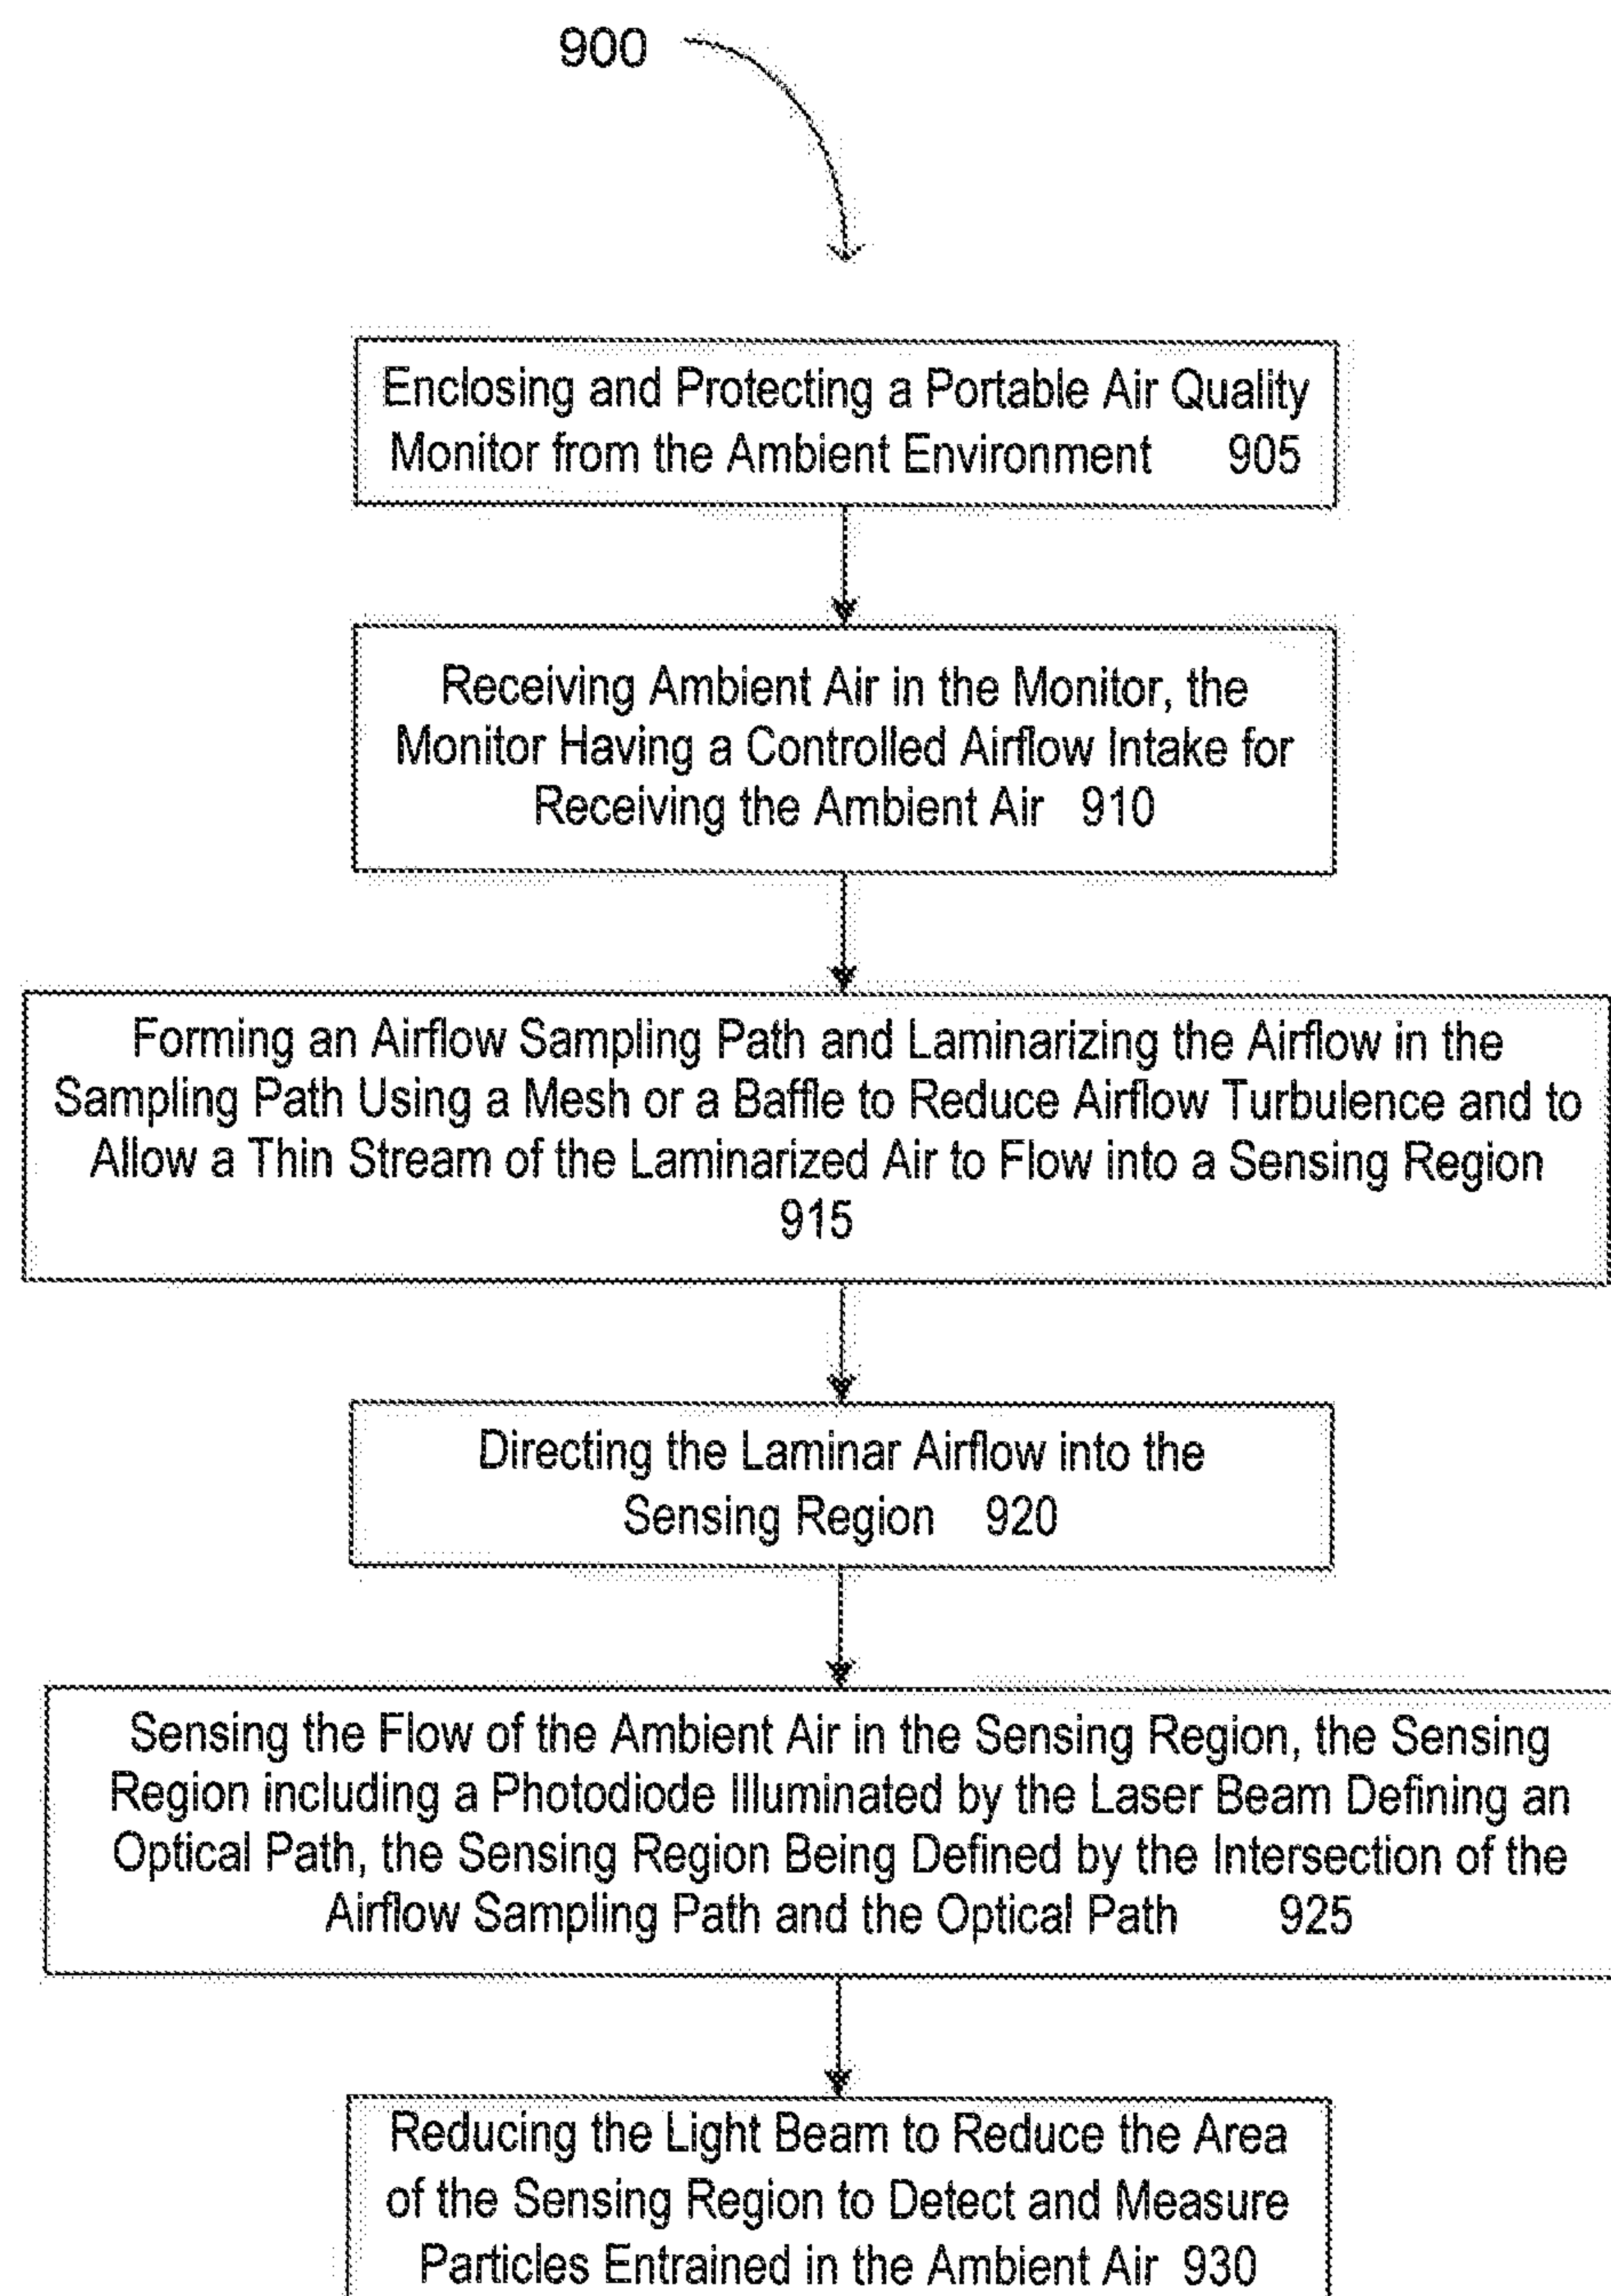 900
Enclosing and Protecting a Portable Air Quality
Monitor from the Ambient Environment 905
Receiving Ambient Air in the Monitor, the
Monitor Having a Controlled Airflow Intake for
Receiving the Ambient Air 910
Forming an Airflow Sampling Path and Laminarizing the Airflow in the
Sampling Path Using a Mesh or a Baffle to Reduce Airflow Turbulence and to
Allow a Thin Stream of the Laminarized Air to Flow into a Sensing Region
915
Directing the Laminar Airflow into the
Sensing Region 920
Sensing the Flow of the Ambient Air in the Sensing Region, the Sensing
Region including a Photodiode Illuminated by the Laser Beam Defining an
Optical Path, the Sensing Region Being Defined by the Intersection of the
Airflow Sampling Path and the Optical Path 925
Reducing the Light Beam to Reduce the Area
of the Sensing Region to Detect and Measure
Particles Entrained in the Ambient Air 930